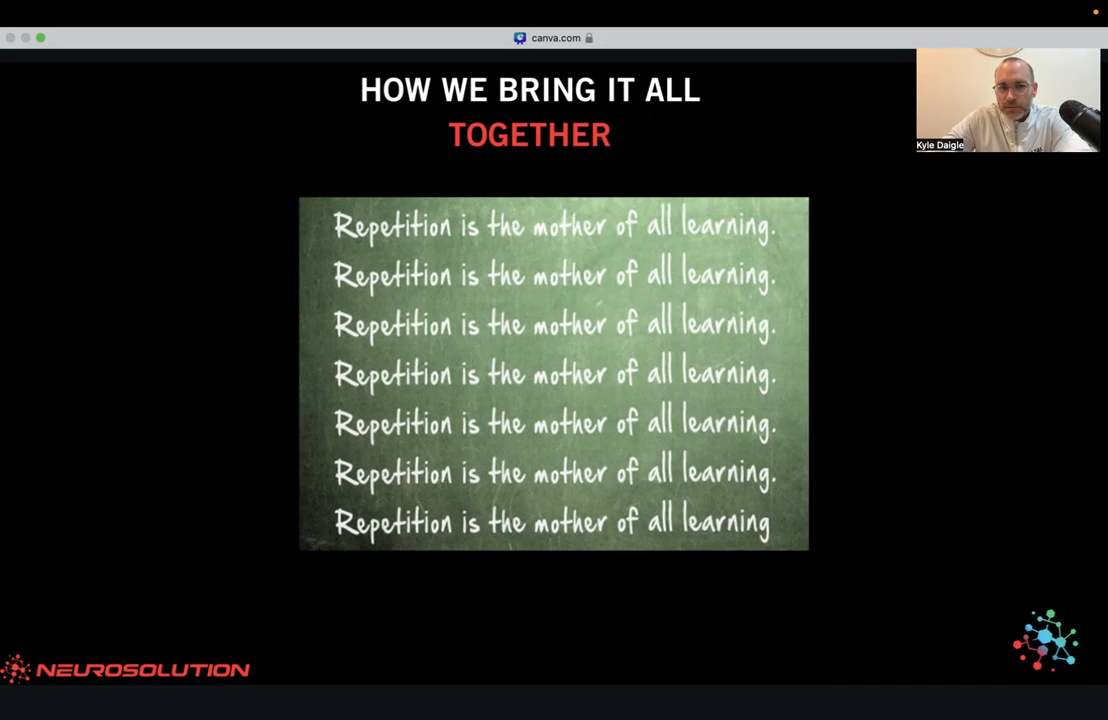 canva.com
HOW WE BRING IT ALL
TOGETHER
Kyle Daigle
Repetition is the mother of all learning.
Repetition is the mother of all learning.
Repetition is the mother of all learning.
Repetition is the mother of all learning.
Repetition is the mother of all learning.
Repetition is the mother of all learning.
Repetition is the mother of all learning
NEUROSOLUTION